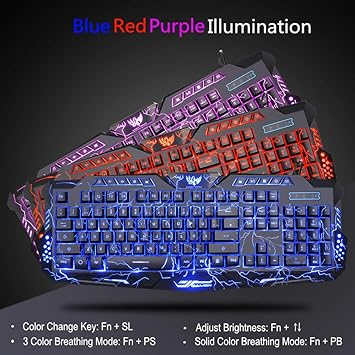 Blue Red Purple Illumination
• Color Change Key: Fn + SL
• Adjust Brightness: Fn + ↑↓
• 3 Color Breathing Mode: Fn + PS
• Solid Color Breathing Mode: Fn + PB